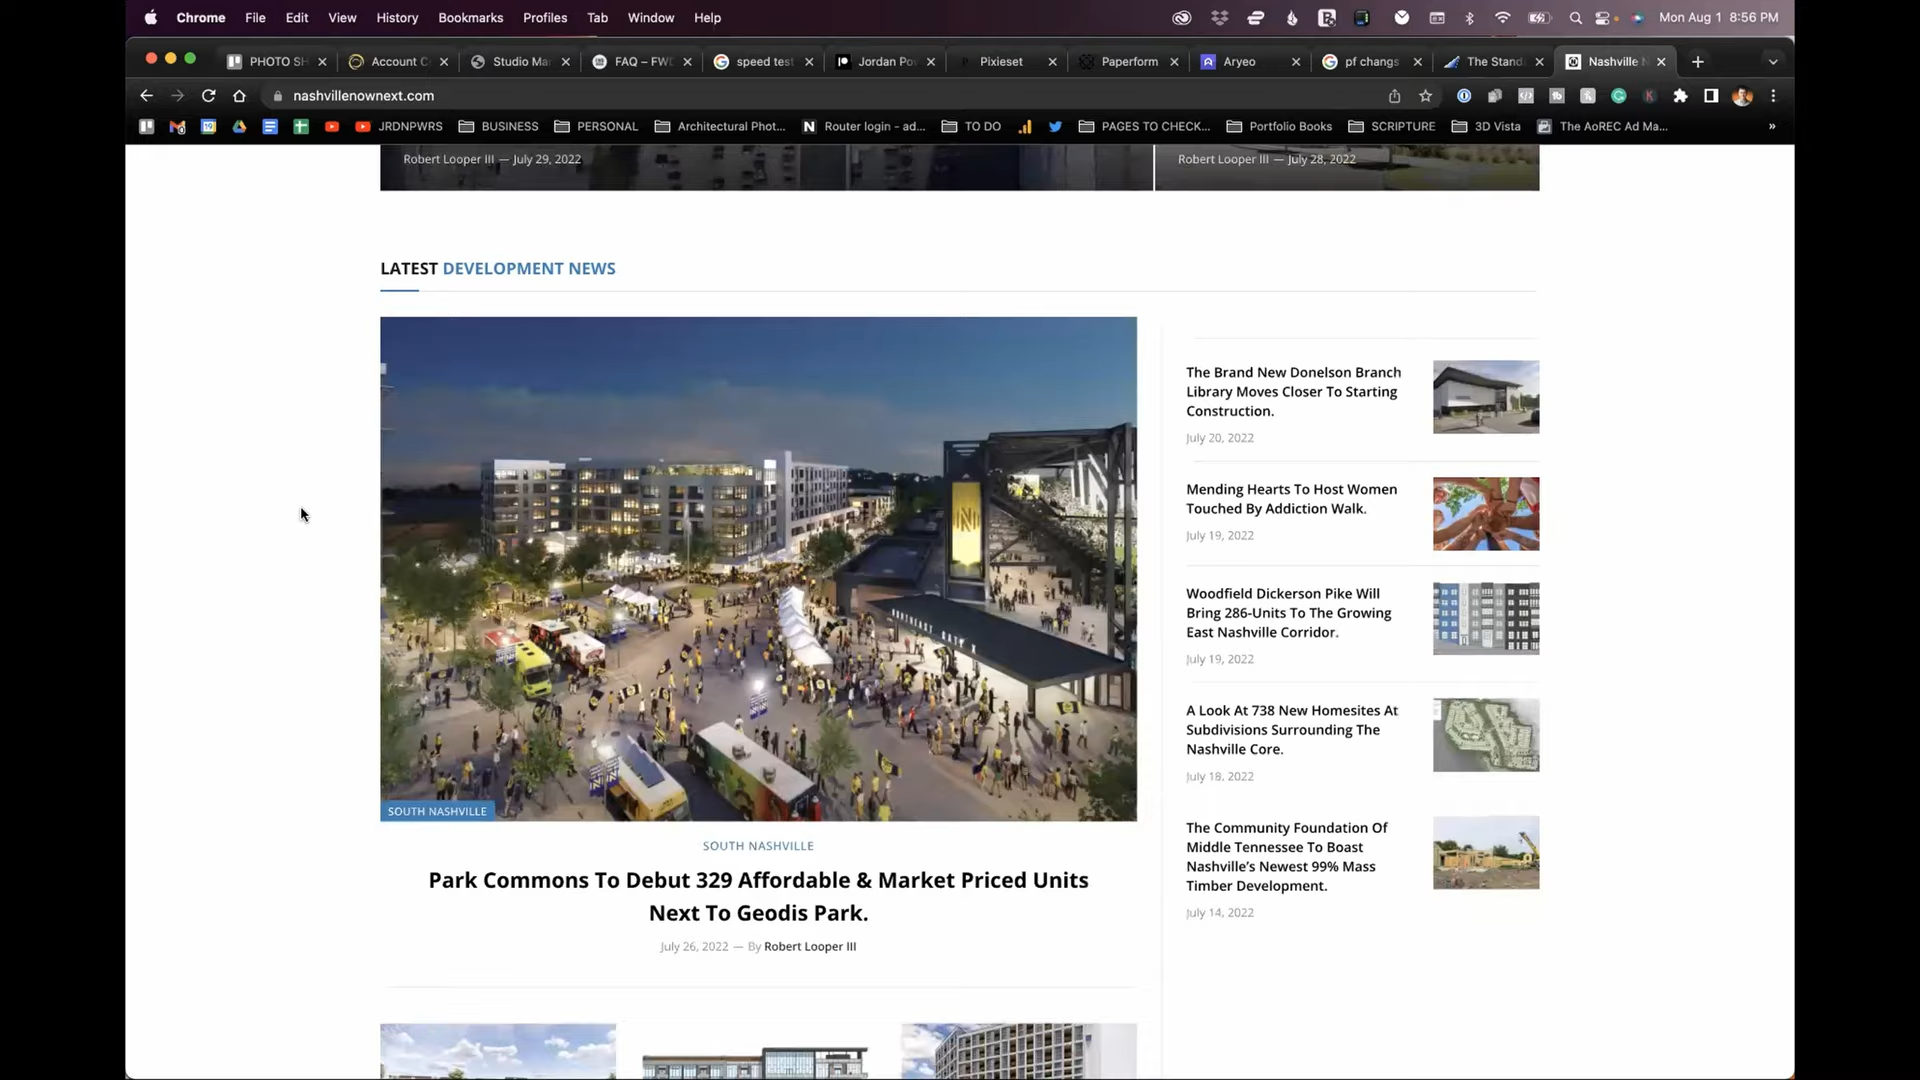 Chrome File Edit View History Bookmarks Profiles Tab Window Help Mon Aug 1 8:56 PM
PHOTO SH Account C Studio Ma FAQ – FWD speed test Jordan Po Pixieset Paperform Aryeo pf changs The Stand Nashville N
nashvillenownext.com
JRDNPWRS BUSINESS PERSONAL Architectural Phot... Router login - ad... TO DO PAGES TO CHECK... Portfolio Books SCRIPTURE 3D Vista The AoREC Ad Ma... »
Robert Looper III — July 29, 2022
Robert Looper III — July 28, 2022
LATEST DEVELOPMENT NEWS
SOUTH NASHVILLE
SOUTH NASHVILLE
Park Commons To Debut 329 Affordable & Market Priced Units
Next To Geodis Park.
July 26, 2022 — By Robert Looper III
The Brand New Donelson Branch
Library Moves Closer To Starting
Construction.
July 20, 2022
Mending Hearts To Host Women
Touched By Addiction Walk.
July 19, 2022
Woodfield Dickerson Pike Will
Bring 286-Units To The Growing
East Nashville Corridor.
July 19, 2022
A Look At 738 New Homesites At
Subdivisions Surrounding The
Nashville Core.
July 18, 2022
The Community Foundation Of
Middle Tennessee To Boast
Nashville's Newest 99% Mass
Timber Development.
July 14, 2022